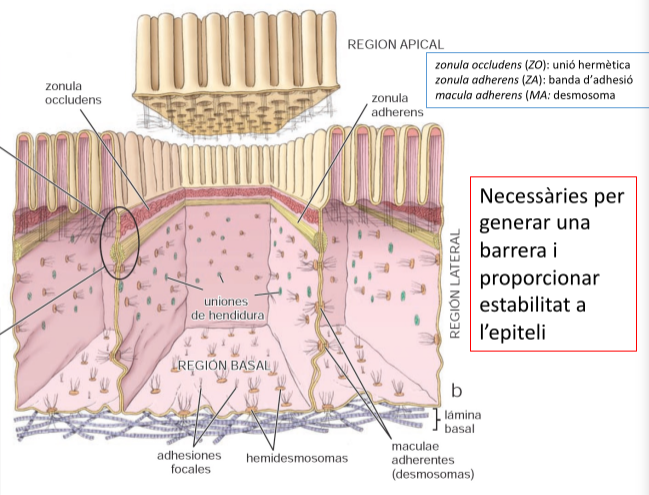 REGION APICAL
zonula occludens (ZO): unió hermètica
zonula adherens (ZA): banda d'adhesió
macula adherens (MA: desmosoma
zonula
occludens
zonula
adherens
Necessàries per
generar una
barrera i
proporcionar
estabilitat a
l'epiteli
REGIÓN LATERAL
uniones
de hendidura
REGIÓN BASAL
b
lámina
basal
adhesiones
focales
hemidesmosomas
maculae
adherentes
(desmosomas)